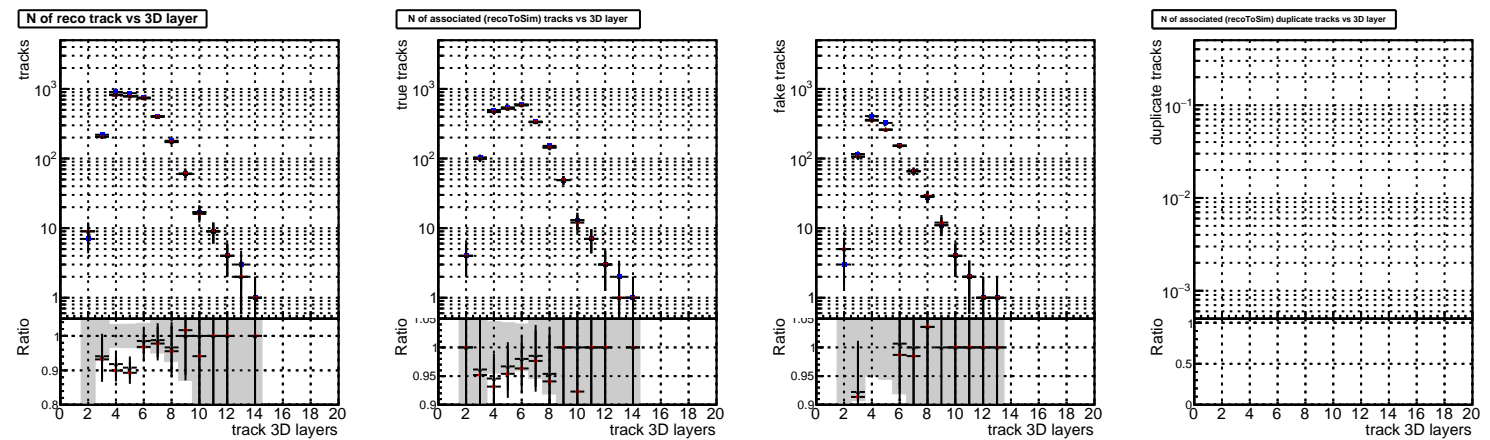 N of reco track vs 3D layer
tracks
10³
10²
10
1
Ratio
1
0.9
0.8
0 2 4 6 8 10 12 14 16 18 20
track 3D layers
N of associated (recoToSim) tracks vs 3D layer
true tracks
10³
10²
10
1
Ratio
1.05
1
0.95
0.9
0 2 4 6 8 10 12 14 16 18 20
track 3D layers
fake tracks
10³
10²
10
1
Ratio
1.05
1
0.95
0.9
0 2 4 6 8 10 12 14 16 18 20
track 3D layers
N of associated (recoToSim) duplicate tracks vs 3D layer
duplicate tracks
10⁻¹
10⁻²
10⁻³
Ratio
1
0.5
0
0 2 4 6 8 10 12 14 16 18 20
track 3D layers